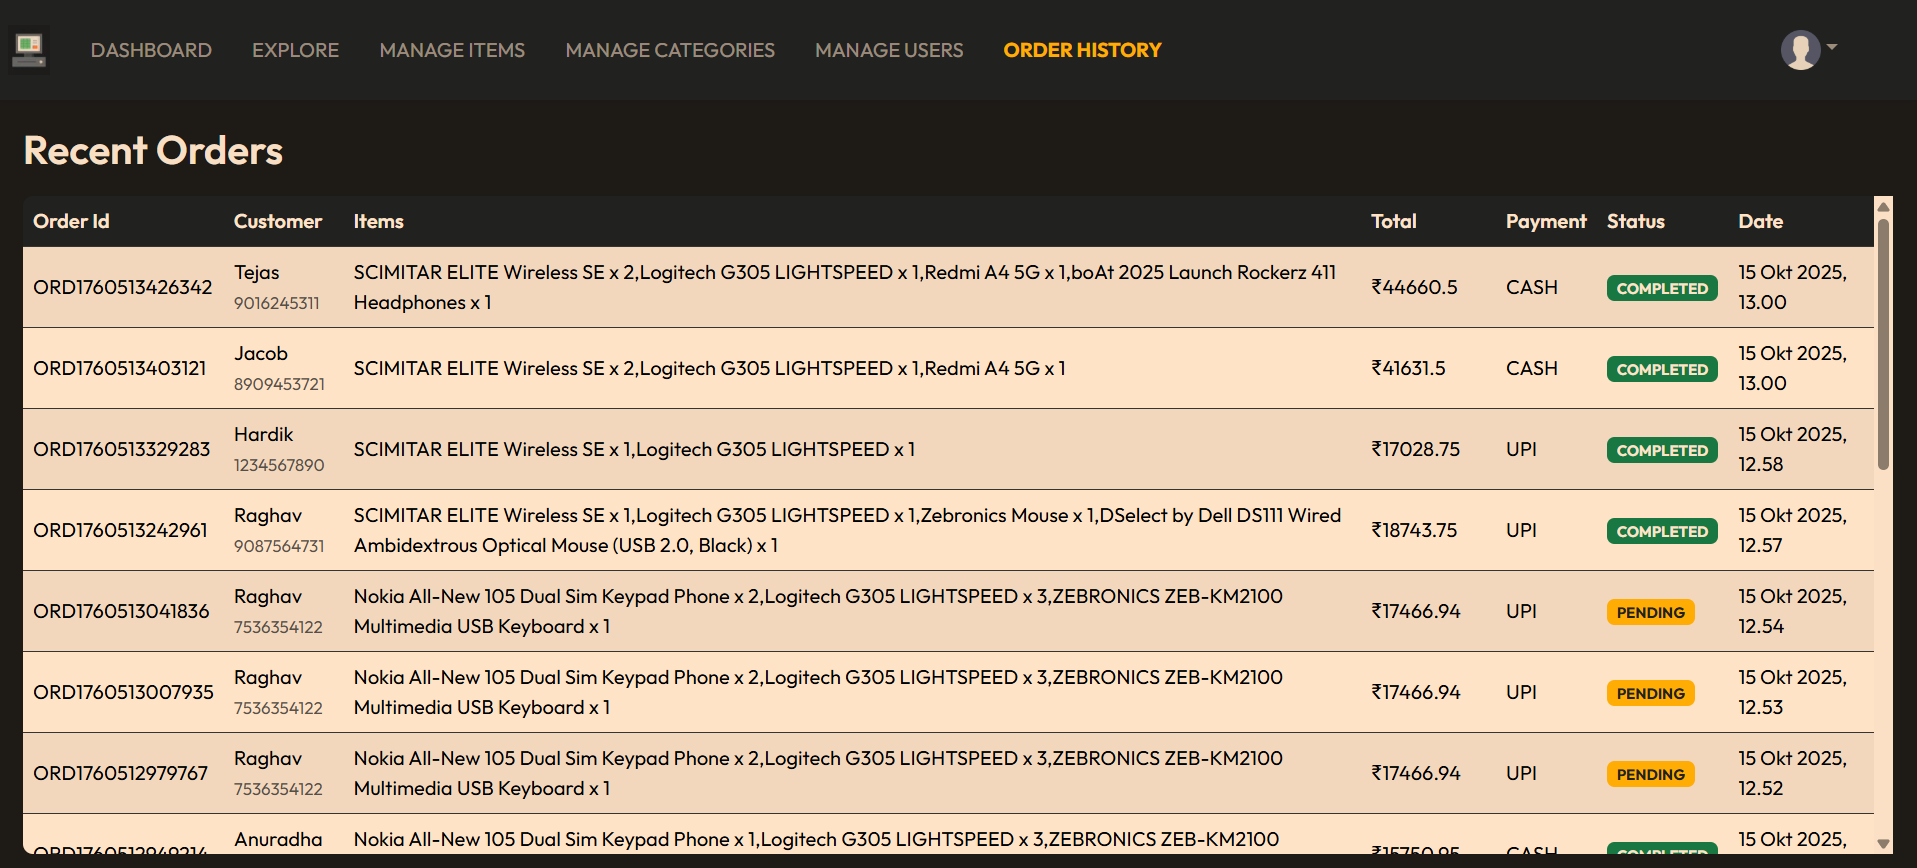 DASHBOARD EXPLORE MANAGE ITEMS MANAGE CATEGORIES MANAGE USERS ORDER HISTORY
Recent Orders
Order Id Customer Items Total Payment Status Date
ORD1760513426342 Tejas 9016245311 SCIMITAR ELITE Wireless SE x 2,Logitech G305 LIGHTSPEED x 1,Redmi A4 5G x 1,boAt 2025 Launch Rockerz 411
Headphones x 1 ₹44660.5 CASH COMPLETED 15 Okt 2025,
13.00
ORD1760513403121 Jacob 8909453721 SCIMITAR ELITE Wireless SE x 2,Logitech G305 LIGHTSPEED x 1,Redmi A4 5G x 1 ₹41631.5 CASH COMPLETED 15 Okt 2025,
13.00
ORD1760513329283 Hardik 1234567890 SCIMITAR ELITE Wireless SE x 1,Logitech G305 LIGHTSPEED x 1 ₹17028.75 UPI COMPLETED 15 Okt 2025,
12.58
ORD1760513242961 Raghav 9087564731 SCIMITAR ELITE Wireless SE x 1,Logitech G305 LIGHTSPEED x 1,Zebronics Mouse x 1,DSelect by Dell DS111 Wired
Ambidextrous Optical Mouse (USB 2.0, Black) x 1 ₹18743.75 UPI COMPLETED 15 Okt 2025,
12.57
ORD1760513041836 Raghav 7536354122 Nokia All-New 105 Dual Sim Keypad Phone x 2,Logitech G305 LIGHTSPEED x 3,ZEBRONICS ZEB-KM2100
Multimedia USB Keyboard x 1 ₹17466.94 UPI PENDING 15 Okt 2025,
12.54
ORD1760513007935 Raghav 7536354122 Nokia All-New 105 Dual Sim Keypad Phone x 2,Logitech G305 LIGHTSPEED x 3,ZEBRONICS ZEB-KM2100
Multimedia USB Keyboard x 1 ₹17466.94 UPI PENDING 15 Okt 2025,
12.53
ORD1760512979767 Raghav 7536354122 Nokia All-New 105 Dual Sim Keypad Phone x 2,Logitech G305 LIGHTSPEED x 3,ZEBRONICS ZEB-KM2100
Multimedia USB Keyboard x 1 ₹17466.94 UPI PENDING 15 Okt 2025,
12.52
Anuradha Nokia All-New 105 Dual Sim Keypad Phone x 1,Logitech G305 LIGHTSPEED x 3,ZEBRONICS ZEB-KM2100 CASH COMPLETED 15 Okt 2025,